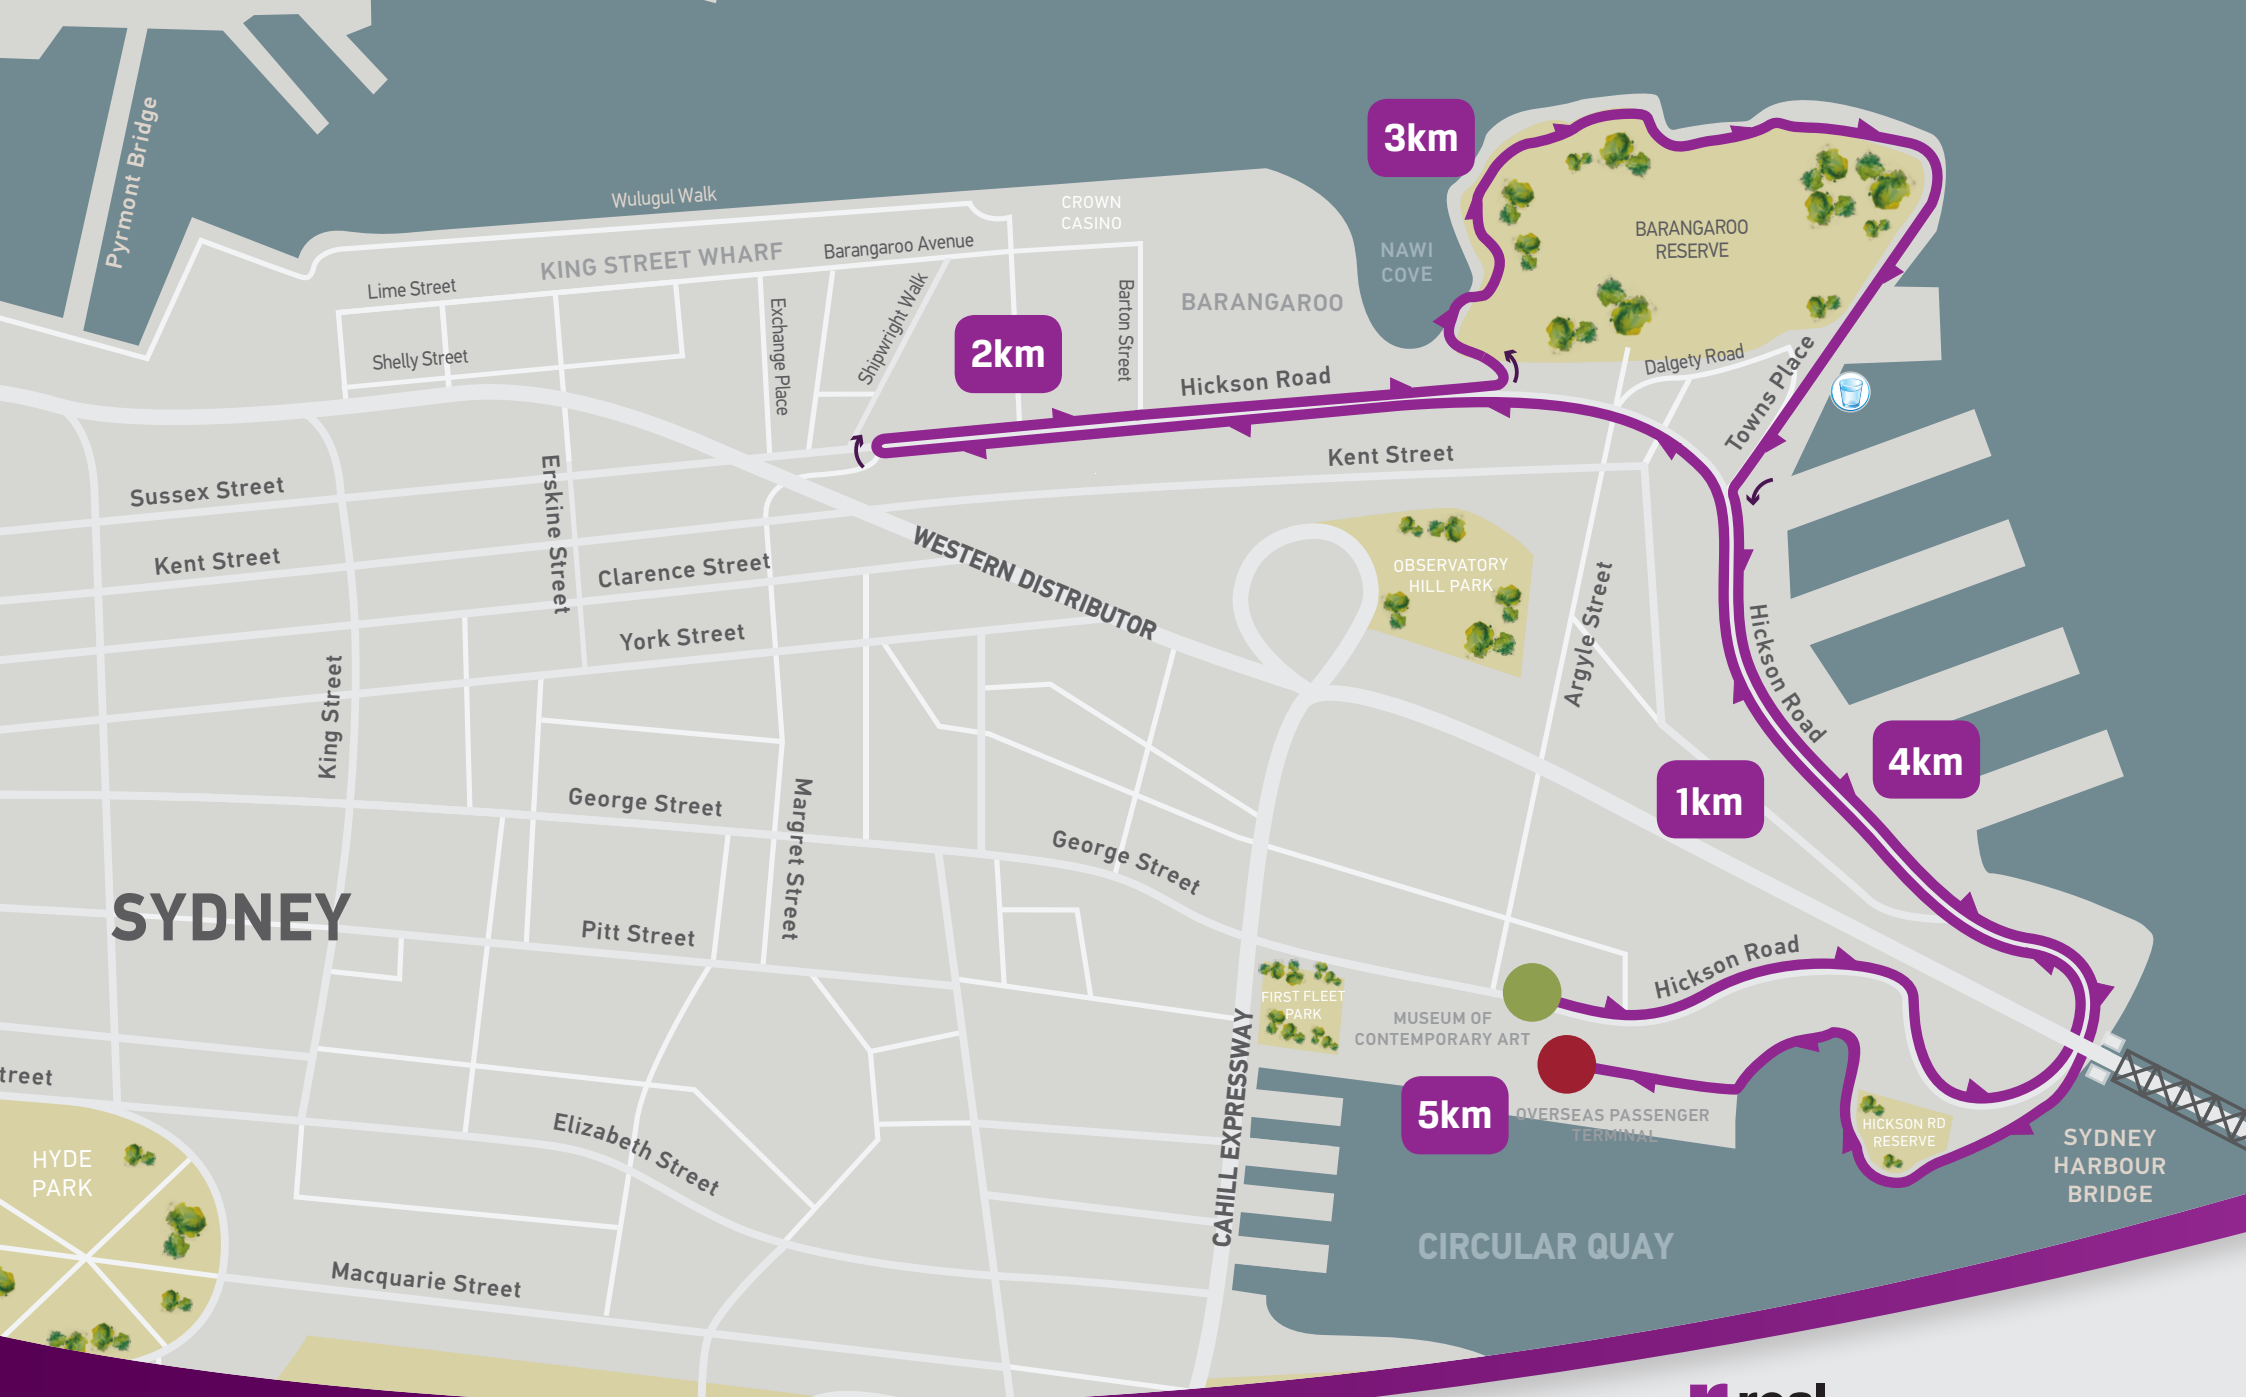 Pyrmont Bridge
Wulugul Walk
KING STREET WHARF
Barangaroo Avenue
CROWN
CASINO
Lime Street
Shelly Street
Exchange Place
Shipwright Walk
Barton Street
BARANGAROO
NAWI
COVE
3km
BARANGAROO
RESERVE
2km
Hickson Road
Dalgety Road
Towns Place
Kent Street
Sussex Street
Kent Street
Erskine Street
Clarence Street
York Street
WESTERN DISTRIBUTOR
OBSERVATORY
HILL PARK
Argyle Street
Hickson Road
King Street
George Street
Margret Street
George Street
1km
4km
SYDNEY
Pitt Street
Hickson Road
FIRST FLEET
PARK
MUSEUM OF
CONTEMPORARY ART
CAHILL EXPRESSWAY
5km
OVERSEAS PASSENGER
TERMINAL
HICKSON RD
RESERVE
SYDNEY
HARBOUR
BRIDGE
treet
HYDE
PARK
Elizabeth Street
Macquarie Street
CIRCULAR QUAY